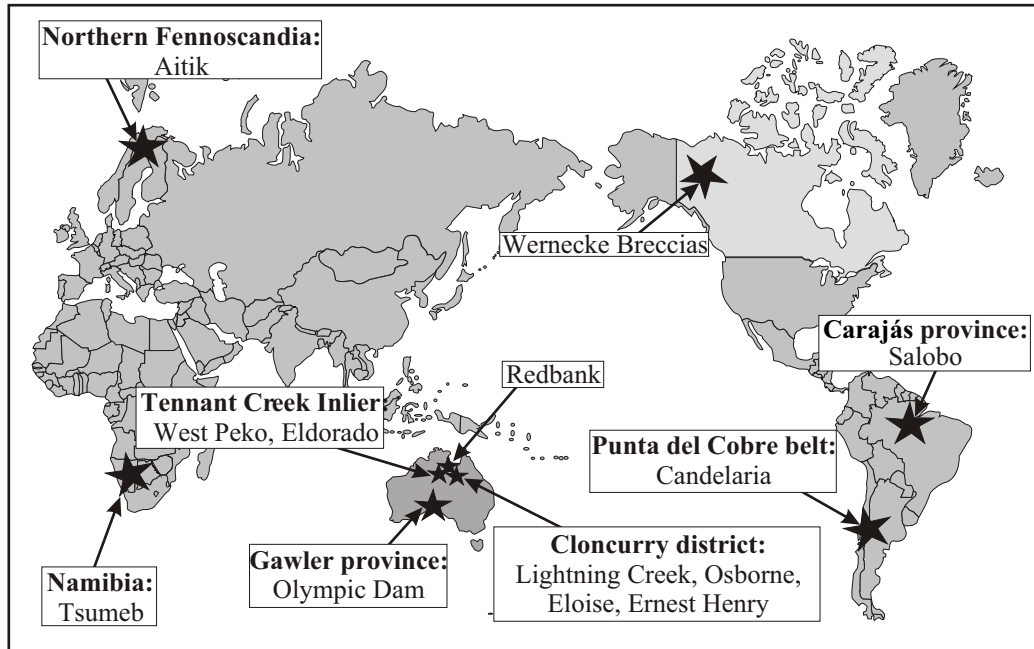 Northern Fennoscandia:
Aitik
Wernecke Breccias
Carajás province:
Salobo
Redbank
Tennant Creek Inlier:
West Peko, Eldorado
Punta del Cobre belt:
Candelaria
Gawler province:
Olympic Dam
Cloncurry district:
Lightning Creek, Osborne,
Eloise, Ernest Henry
Namibia:
Tsumeb